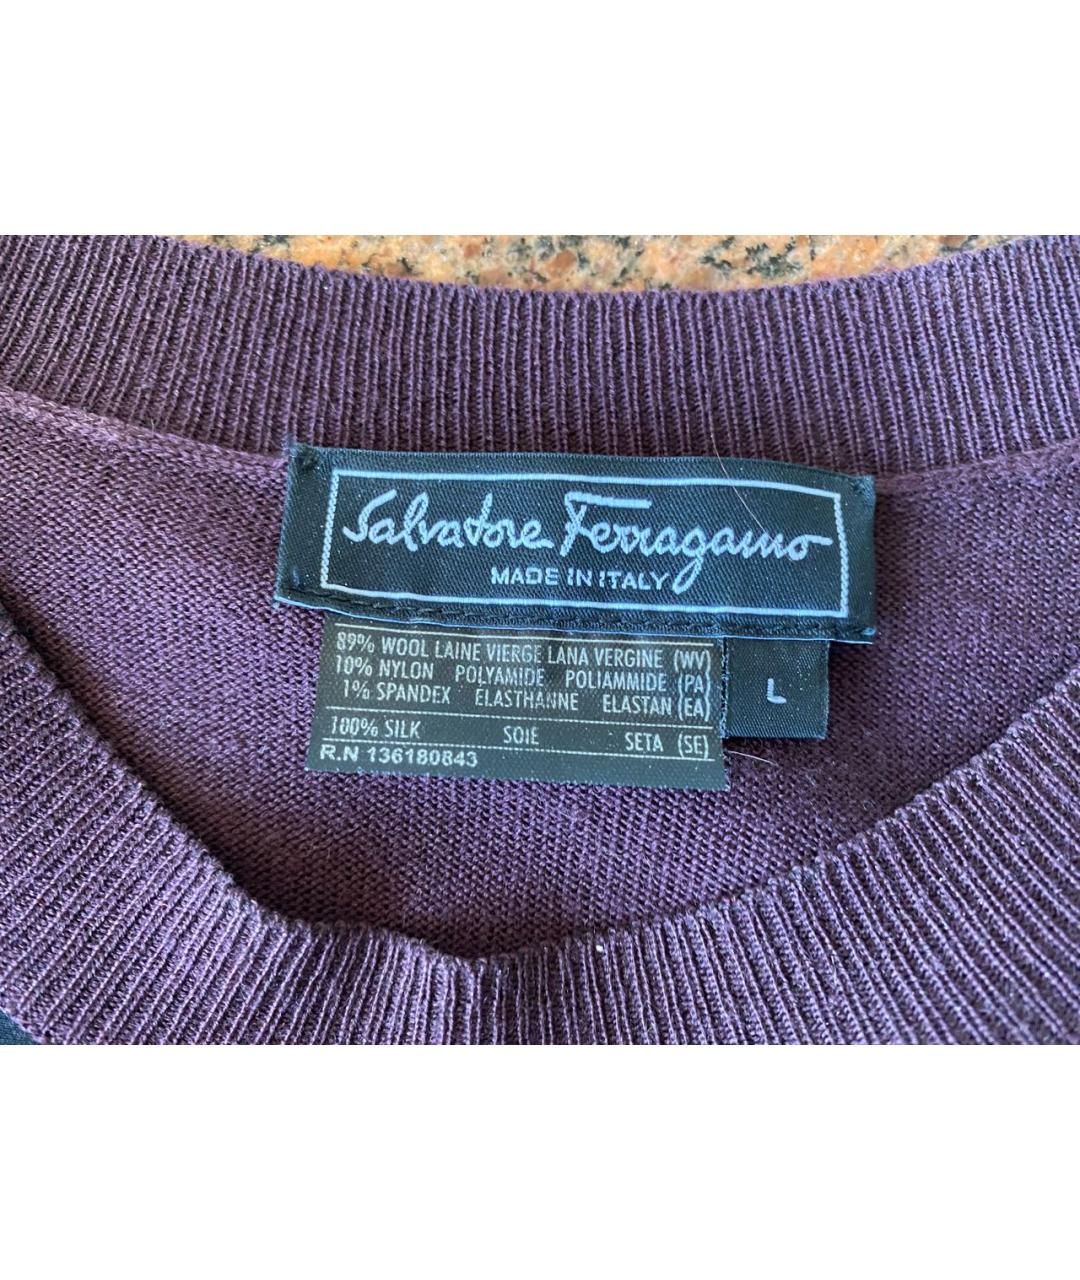 Salvatore Ferragamo
MADE IN ITALY
89% WOOL LAINE VIERGE LANA VERGINE (WV)
10% NYLON POLYAMIDE POLIAMMIDE (PA)
1% SPANDEX ELASTHANNE ELASTAN (EA)
100% SILK SOIE SETA (SE)
R.N 136180843
L